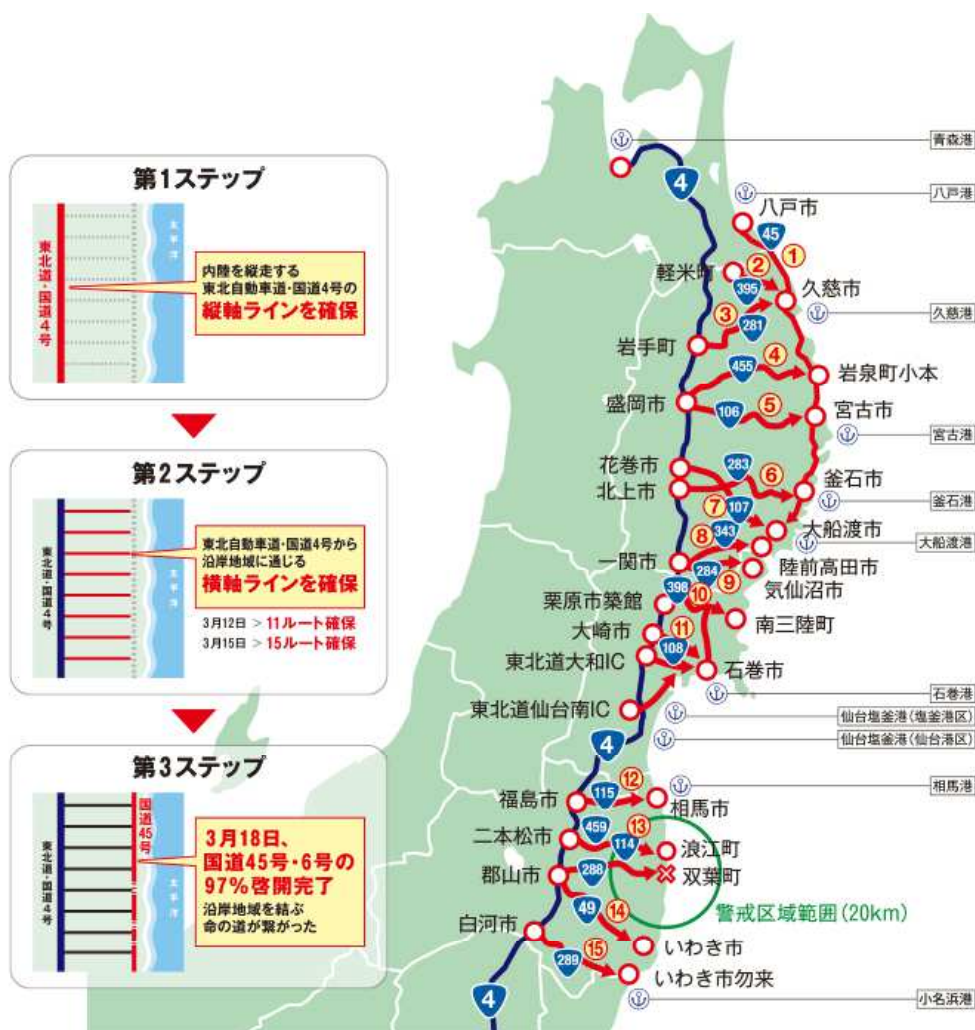 第1ステップ
東北道・国道4号
太平洋
内陸を縦走する
東北自動車道・国道4号の
縦軸ラインを確保
第2ステップ
東北道・国道4号
太平洋
東北自動車道・国道4号から
沿岸地域に通じる
横軸ラインを確保
3月12日 > 11ルート確保
3月15日 > 15ルート確保
第3ステップ
東北道・国道4号
国道45号
太平洋
3月18日、
国道45号・6号の
97%啓開完了
沿岸地域を結ぶ
命の道が繋がった
青森港
4
八戸港
八戸市
45
①
軽米町
②
395
久慈市
③
281
久慈港
岩手町
④
455
岩泉町小本
盛岡市
106
⑤
宮古市
宮古港
花巻市
283
⑥
北上市
釜石市
釜石港
⑦
107
大船渡市
⑧
343
大船渡港
一関市
284
⑨
陸前高田市
気仙沼市
398
⑩
栗原市築館
南三陸町
大崎市
⑪
108
東北道大和IC
石巻市
石巻港
東北道仙台南IC
仙台塩釜港(塩釜港区)
仙台塩釜港(仙台港区)
4
⑫
相馬港
福島市
115
相馬市
459
⑬
二本松市
114
浪江町
郡山市
288
双葉町
警戒区域範囲(20km)
49
⑭
白河市
いわき市
⑮
289
いわき市勿来
4
小名浜港